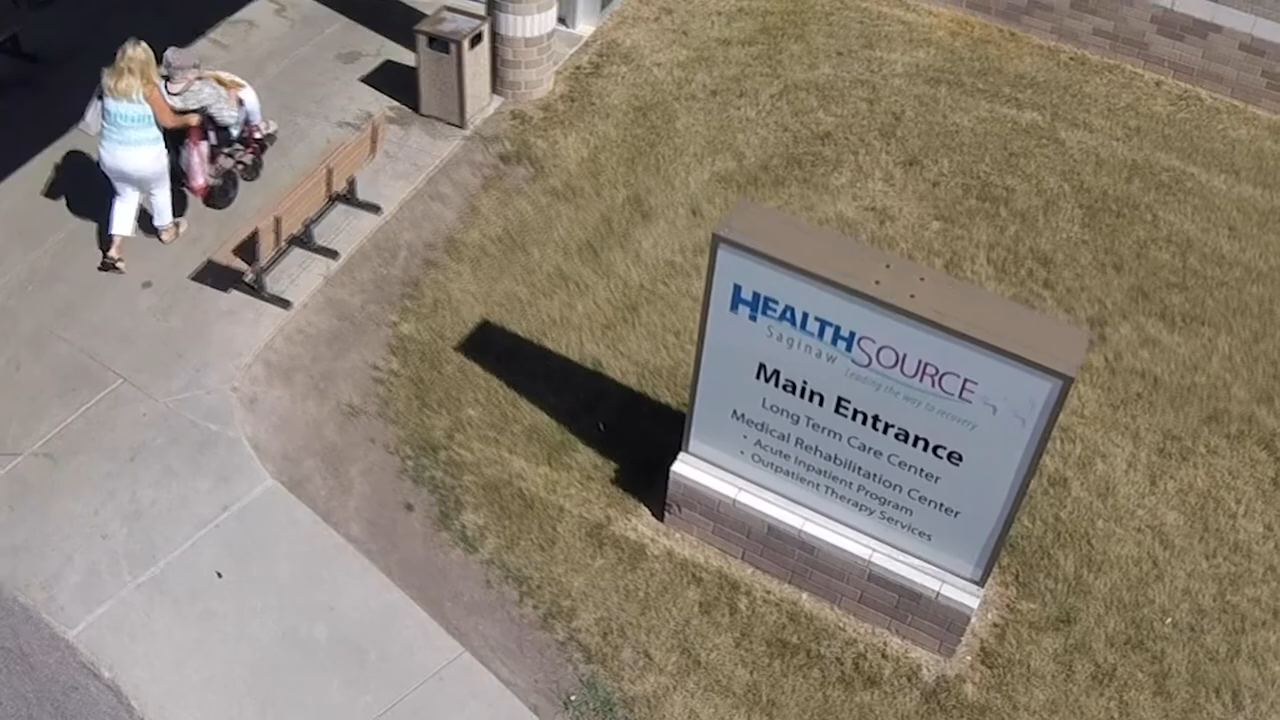 HEALTHSOURCE
Saginaw
Leading the way to recovery
Main Entrance
Long Term Care Center
Medical Rehabilitation Center
• Acute Inpatient Program
• Outpatient Therapy Services